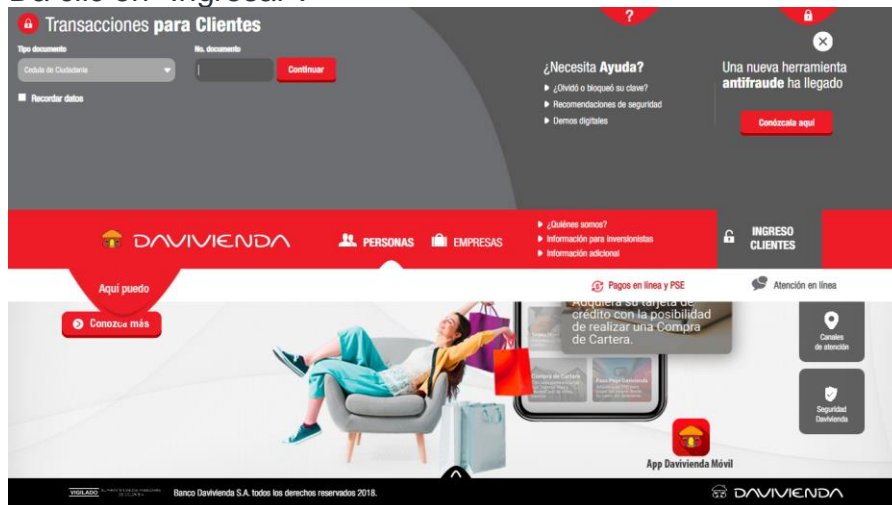 Da clic en "Ingresar".
Transacciones para Clientes
Tipo documento
No. documento
Cedula de Ciudadania
Continuar
Recordar datos
?
¿Necesita Ayuda?
¿Olvidó o bloqueó su clave?
Recomendaciones de seguridad
Demos digitales
Una nueva herramienta
antifraude ha llegado
Conózcala aquí
DAVIVIENDA
PERSONAS
EMPRESAS
¿Quiénes somos?
Información para Inversionistas
Información adicional
INGRESO
CLIENTES
Aquí puedo
Pagos en línea y PSE
Atención en línea
Conozca más
Adquiera su tarjeta de
crédito con la posibilidad
de realizar una Compra
de Cartera.
Canales
de atención
Seguridad
Davivienda
App Davivienda Móvil
VIGILADO
Banco Davivienda S.A. todos los derechos reservados 2018.
DAVIVIENDA